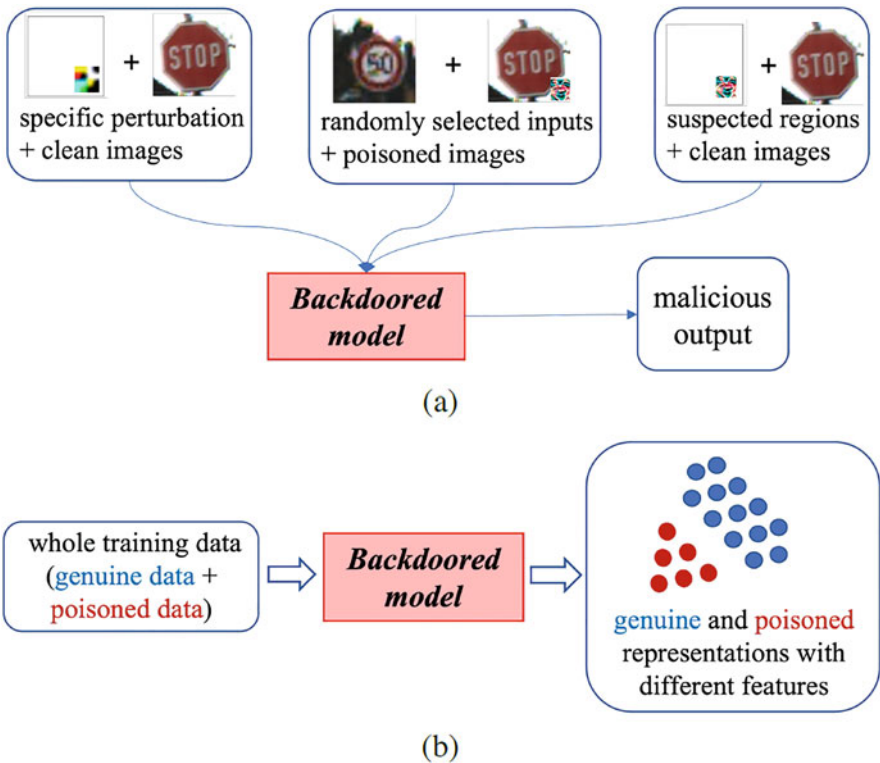 STOP
specific perturbation
+ clean images
50
STOP
randomly selected inputs
+ poisoned images
STOP
suspected regions
+ clean images
Backdoored
model
malicious
output
(a)
whole training data
(genuine data +
poisoned data)
Backdoored
model
genuine and poisoned
representations with
different features
(b)